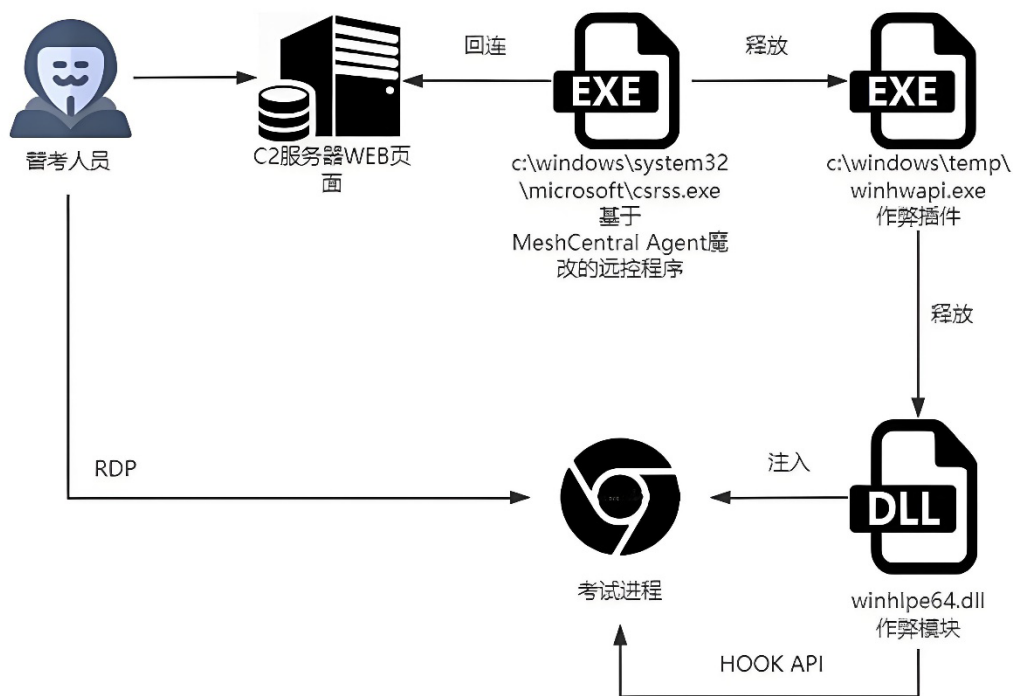 回连
释放
EXE
EXE
替考人员
C2服务器WEB页
面
c:\windows\system32
\microsoft\csrss.exe
基于
MeshCentral Agent魔
改的远控程序
c:\windows\temp\
winhwapi.exe
作弊插件
释放
RDP
注入
DLL
考试进程
winhlpe64.dll
作弊模块
HOOK API